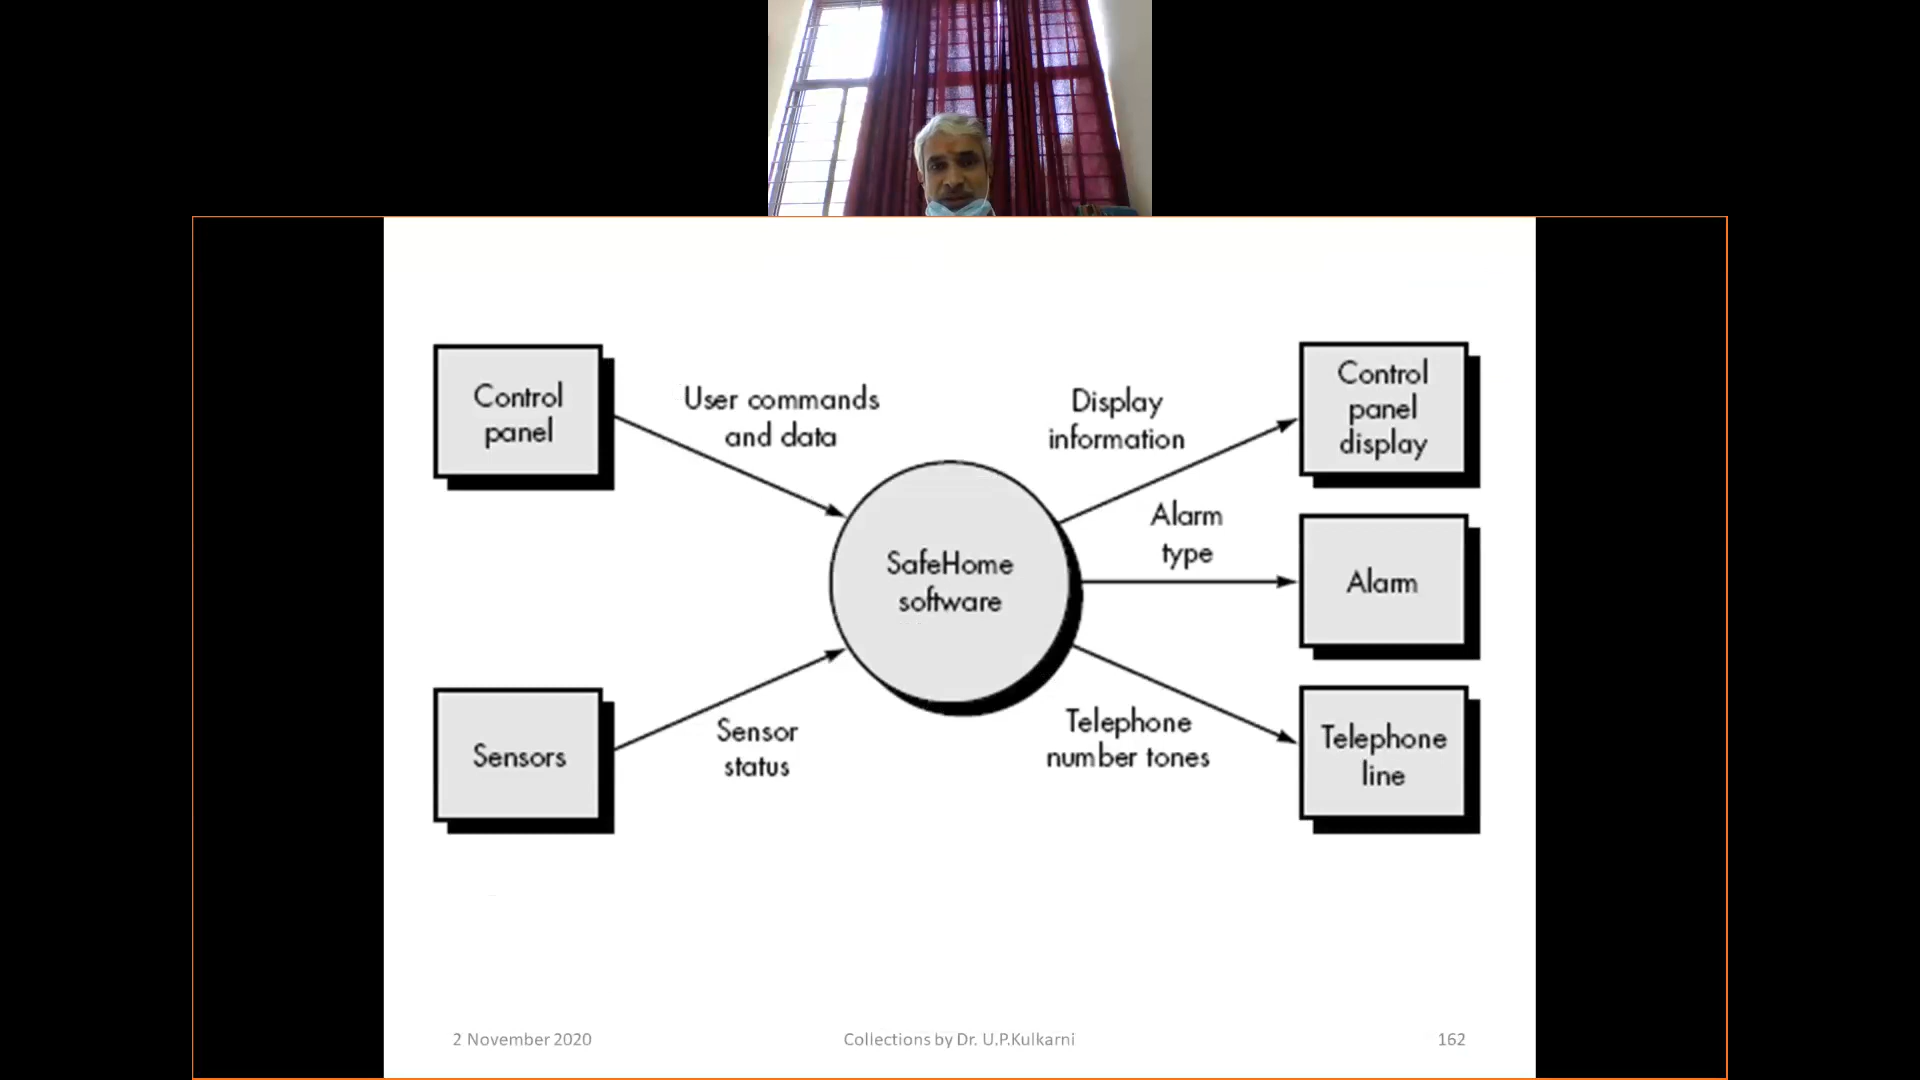 Control
panel
User commands
and data
Display
information
Control
panel
display
Alarm
type
SafeHome
software
Alarm
Sensors
Sensor
status
Telephone
number tones
Telephone
line
2 November 2020
Collections by Dr. U.P.Kulkarni
162